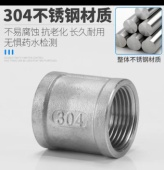 304不锈钢材质
不易腐蚀 抗老化 长久耐用
无惧药水检测
整体不锈钢材质
304